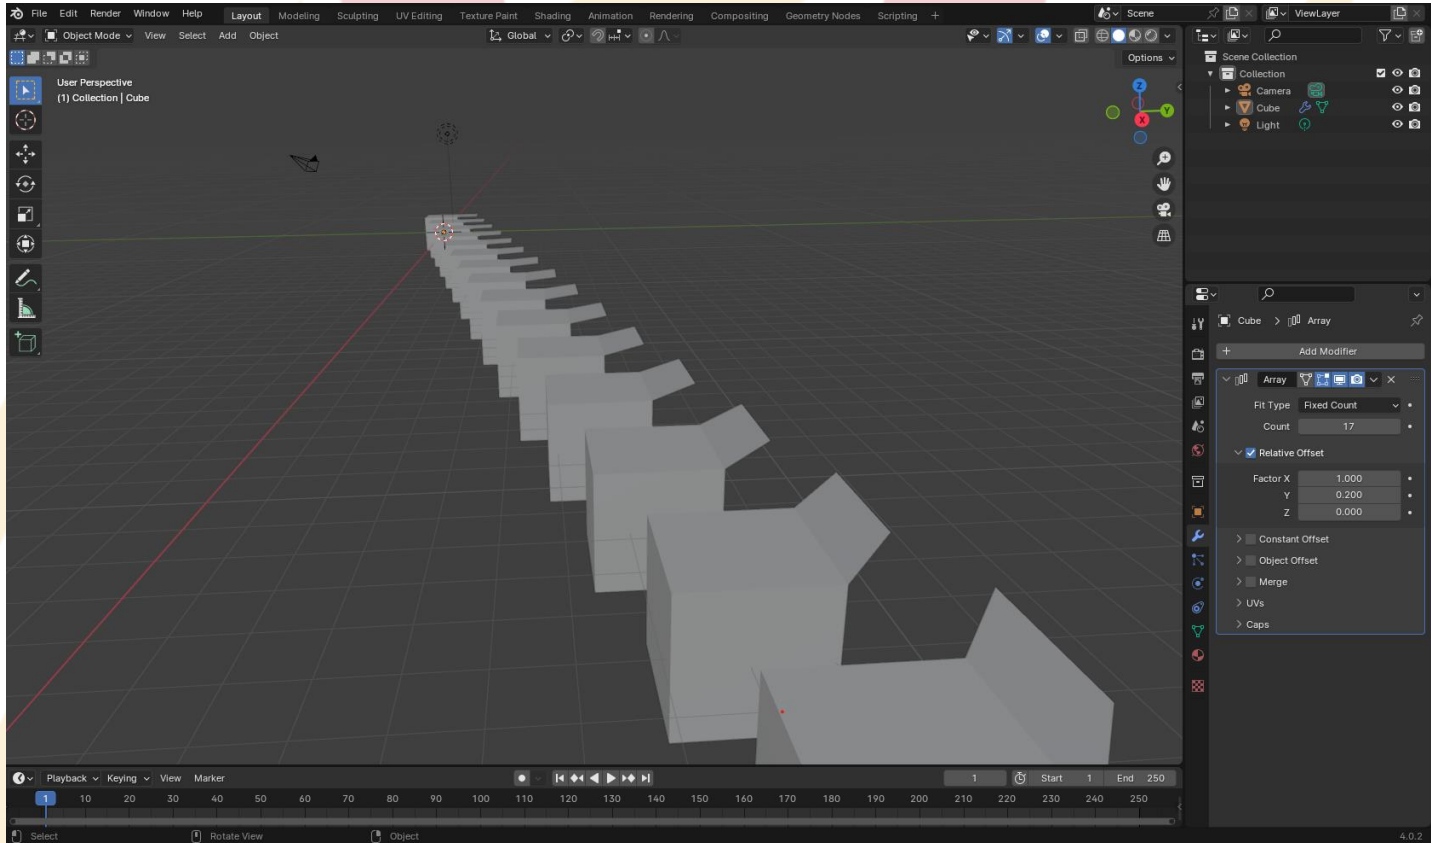 File Edit Render Window Help Layout Modeling Sculpting UV Editing Texture Paint Shading Animation Rendering Compositing Geometry Nodes Scripting + Scene ViewLayer
Object Mode View Select Add Object Global
Options
User Perspective
(1) Collection | Cube
Z
Y
X
Scene Collection
Collection
Camera
Cube
Light
Cube > Array
+ Add Modifier
Array
Fit Type Fixed Count
Count 17
Relative Offset
Factor X 1.000
Y 0.200
Z 0.000
Constant Offset
Object Offset
Merge
UVs
Caps
Playback Keying View Marker 1 Start 1 End 250
1 10 20 30 40 50 60 70 80 90 100 110 120 130 140 150 160 170 180 190 200 210 220 230 240 250
Select Rotate View Object 4.0.2